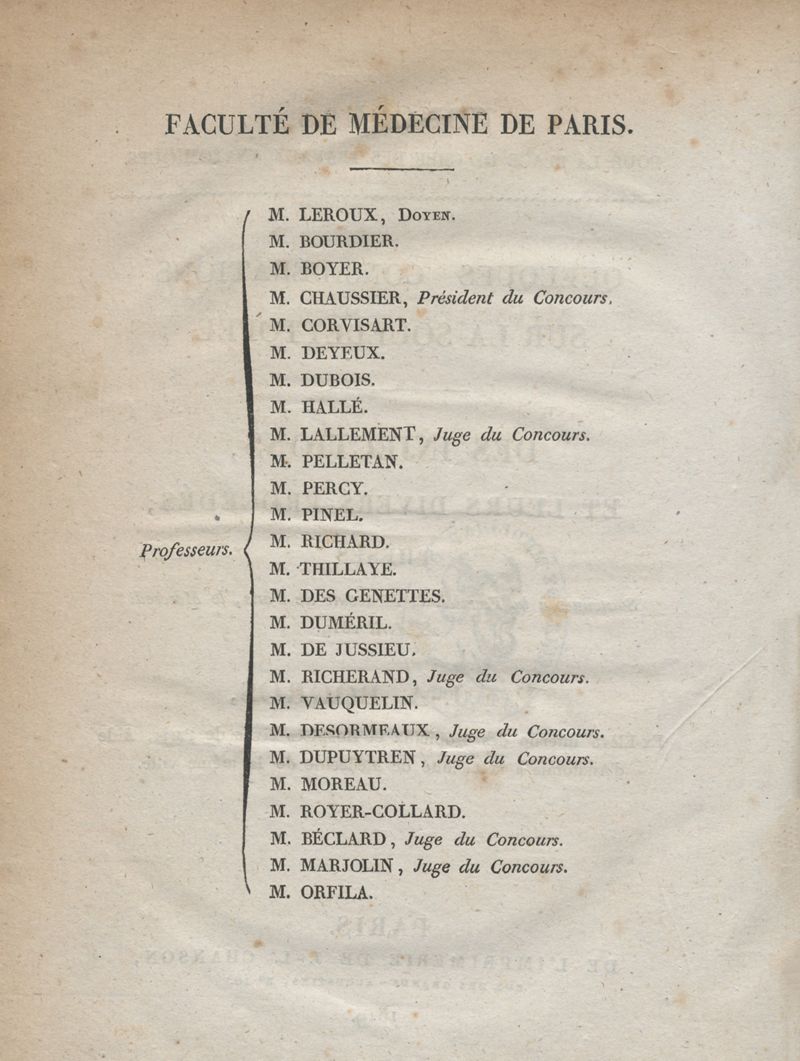 FACULTÉ DE MÉDECINE DE PARIS.
M. LEROUX, DOYEN.
M. BOURDIER.
M. BOYER.
M. CHAUSSIER, Président du Concours.
M. CORVISART.
M. DEYEUX.
M. DUBOIS.
M. HALLÉ.
M. LALLEMENT, Juge du Concours.
M. PELLETAN.
M. PERCY.
M. PINEL.
Professeurs. M. RICHARD.
M. THILLAYE.
M. DES GENETTES.
M. DUMÉRIL.
M. DE JUSSIEU.
M. RICHERAND, Juge du Concours.
M. VAUQUELIN.
M. DESORMEAUX, Juge du Concours.
M. DUPUYTREN, Juge du Concours.
M. MOREAU.
M. ROYER-COLLARD.
M. BÉCLARD, Juge du Concours.
M. MARJOLIN, Juge du Concours.
M. ORFILA.